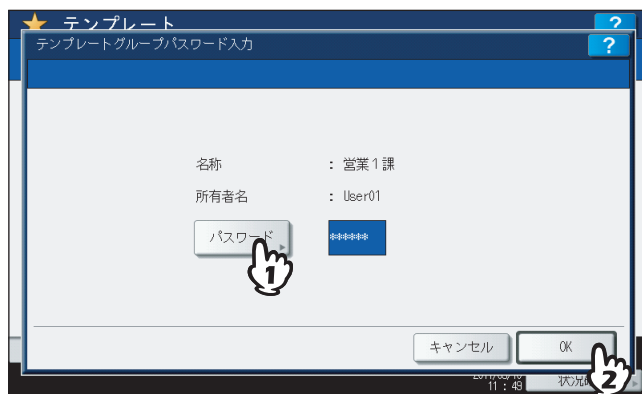 テンプレート
?
テンプレートグループパスワード入力
?
名称 : 営業1課
所有者名 : User01
パスワード ******
1
キャンセル OK
2
11 : 49
状況